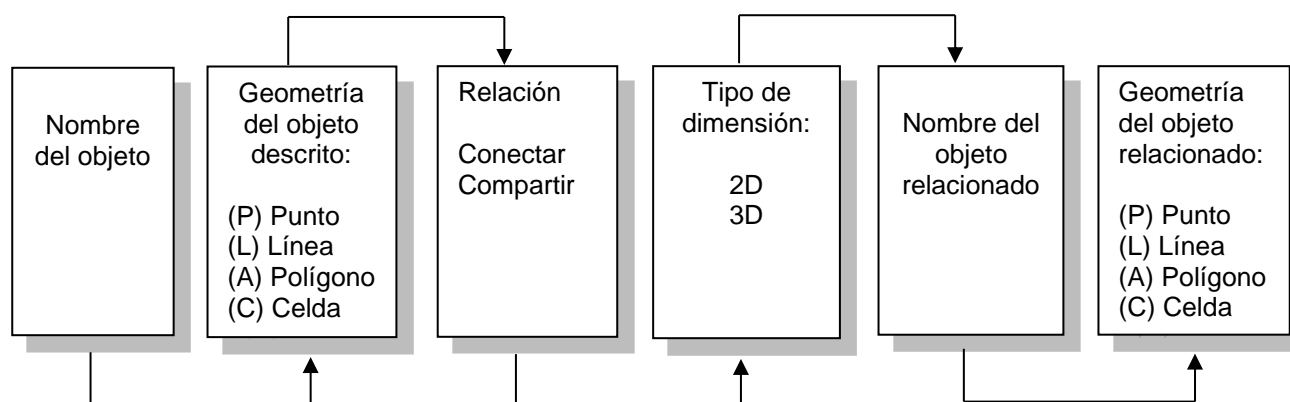 Nombre
del objeto
Geometría
del objeto
descrito:
(P) Punto
(L) Línea
(A) Polígono
(C) Celda
Relación
Conectar
Compartir
Tipo de
dimensión:
2D
3D
Nombre del
objeto
relacionado
Geometría
del objeto
relacionado:
(P) Punto
(L) Línea
(A) Polígono
(C) Celda